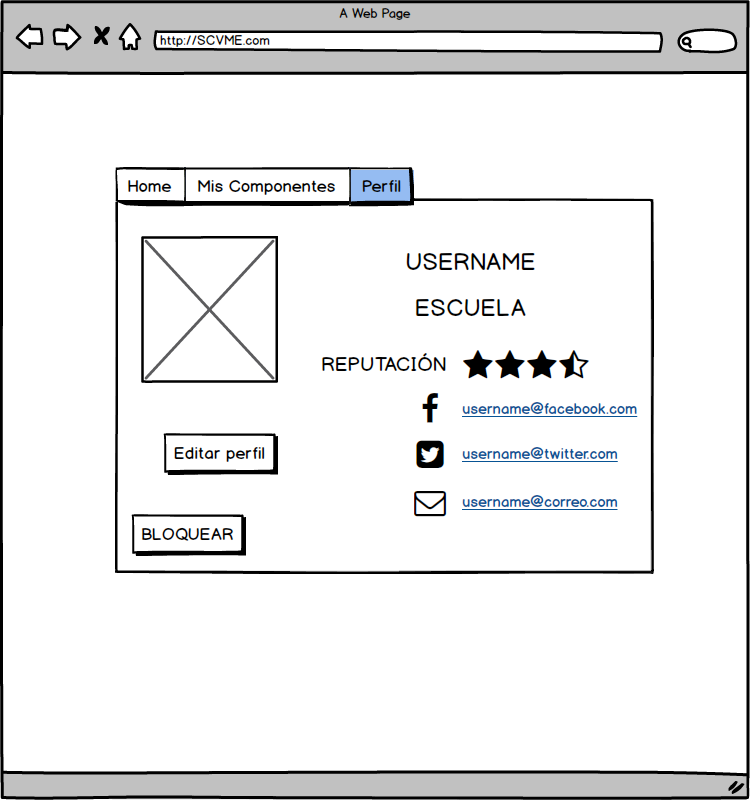 A Web Page
http://SCVME.com
Home
Mis Componentes
Perfil
USERNAME
ESCUELA
REPUTACIÓN
username@facebook.com
Editar perfil
username@twitter.com
username@correo.com
BLOQUEAR